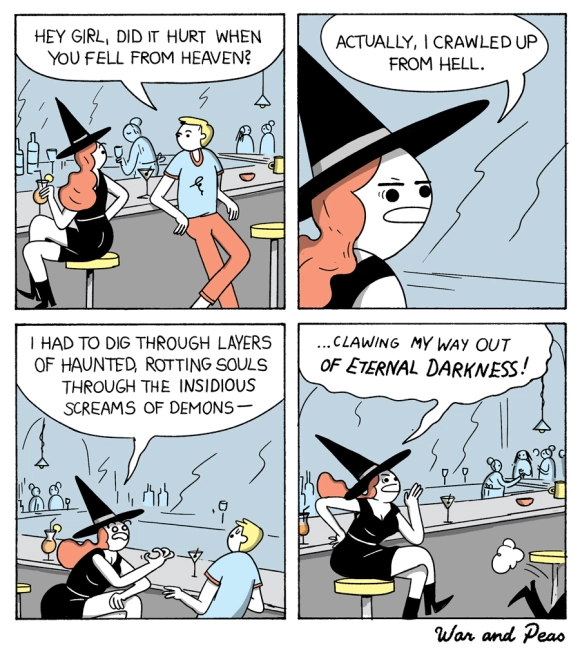 HEY GIRL, DID IT HURT WHEN
YOU FELL FROM HEAVEN?
ACTUALLY, I CRAWLED UP
FROM HELL.
I HAD TO DIG THROUGH LAYERS
OF HAUNTED, ROTTING SOULS
THROUGH THE INSIDIOUS
SCREAMS OF DEMONS—
...CLAWING MY WAY OUT
OF ETERNAL DARKNESS!
War and Peas